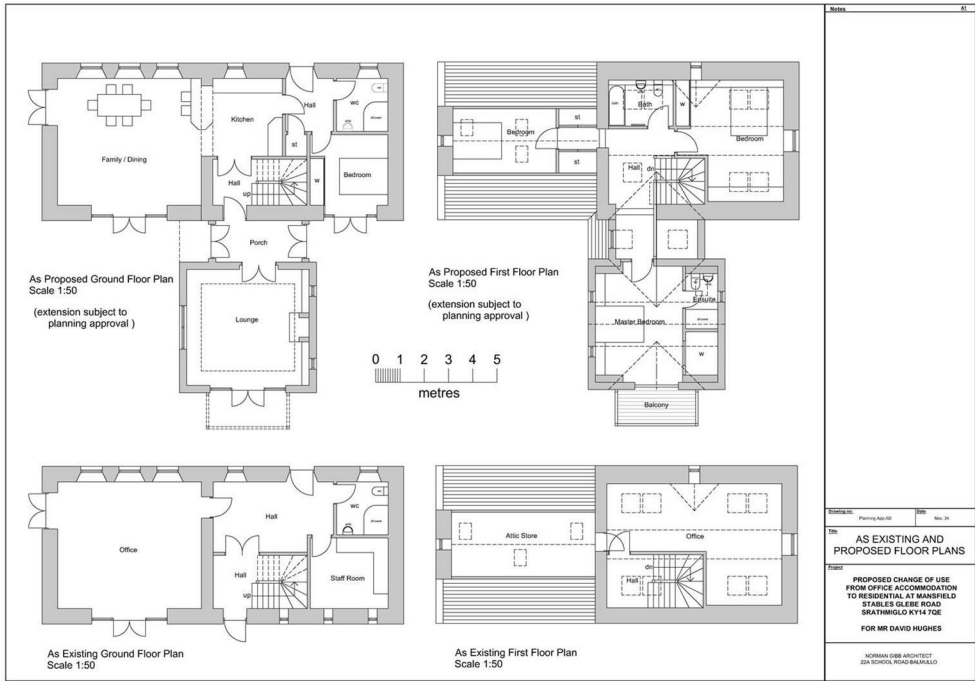 Notes
A1
Hall
wc
wc
shower
whb
Kitchen
st
Family / Dining
Bedroom
Hall
up
w
Porch
As Proposed Ground Floor Plan
Scale 1:50
(extension subject to
planning approval )
Lounge
bath
Bath
w
st
Bedroom
st
Bedroom
Hall
dn
As Proposed First Floor Plan
Scale 1:50
(extension subject to
planning approval )
Ensuite
Master Bedroom
shower
w
Balcony
0 1 2 3 4 5
metres
Hall
wc
wc
shower
whb
Office
Hall
up
Staff Room
As Existing Ground Floor Plan
Scale 1:50
Attic Store
Office
dn
Hall
As Existing First Floor Plan
Scale 1:50
Drawing no:
Date
Planning App./02
Nov. 24
Title
AS EXISTING AND
PROPOSED FLOOR PLANS
Project
PROPOSED CHANGE OF USE
FROM OFFICE ACCOMMODATION
TO RESIDENTIAL AT MANSFIELD
STABLES GLEBE ROAD
SRATHMIGLO KY14 7QE
FOR MR DAVID HUGHES
NORMAN GIBB ARCHITECT
22A SCHOOL ROAD BALMULLO